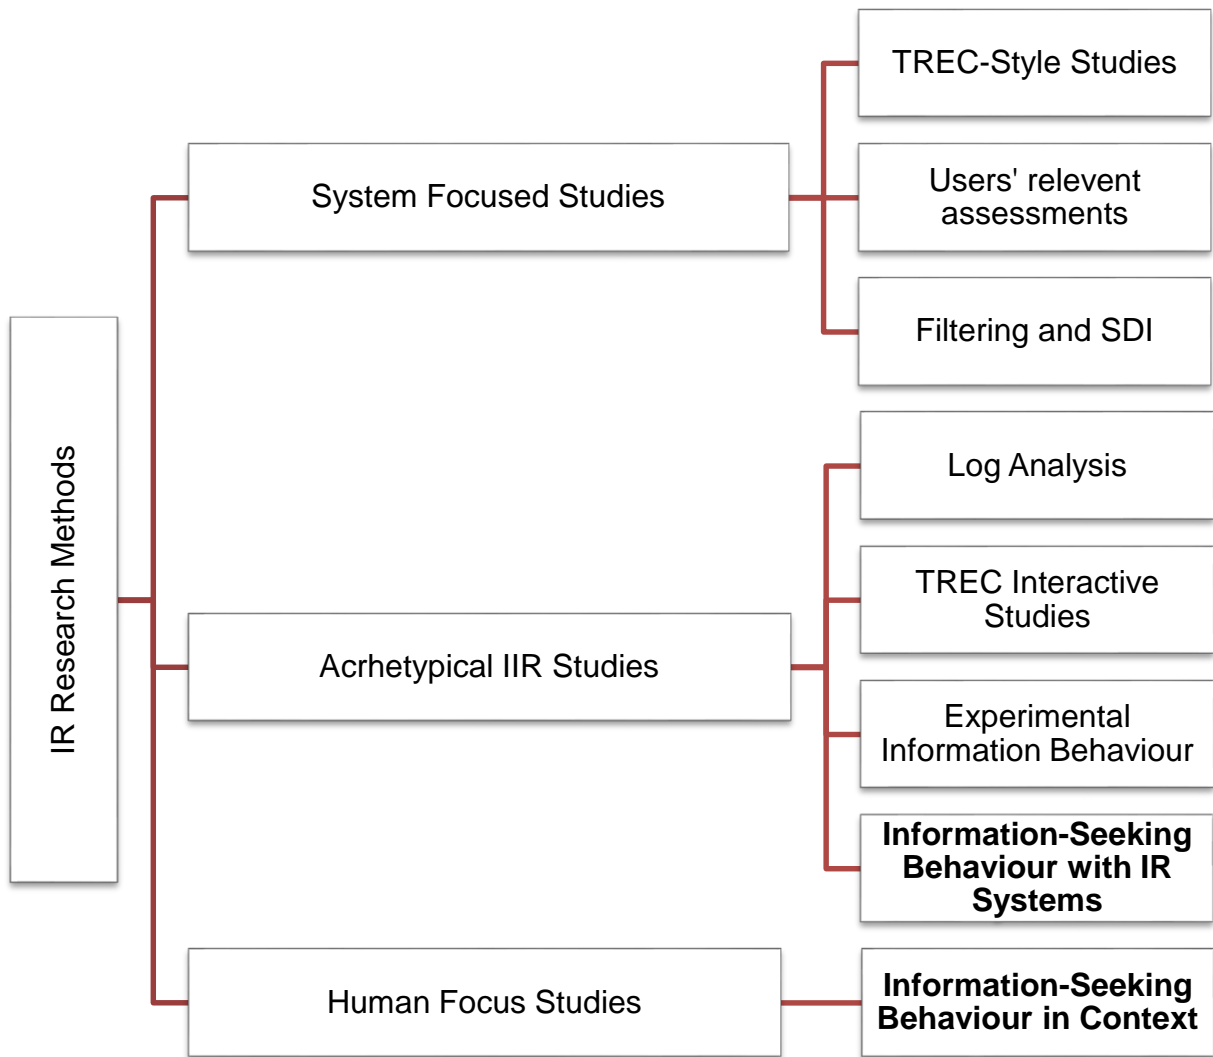 IR Research Methods
System Focused Studies
TREC-Style Studies
Users' relevent
assessments
Filtering and SDI
Acrhetypical IIR Studies
Log Analysis
TREC Interactive
Studies
Experimental
Information Behaviour
Information-Seeking
Behaviour with IR
Systems
Human Focus Studies
Information-Seeking
Behaviour in Context